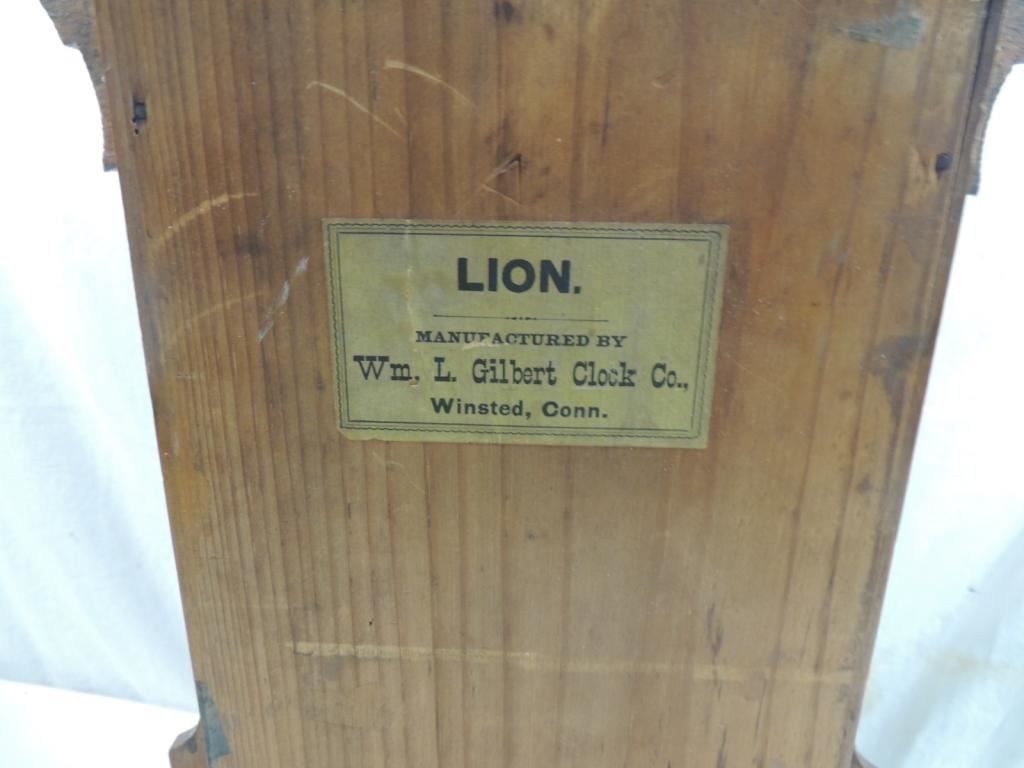 LION.
MANUFACTURED BY
Wm. L. Gilbert Clock Co.,
Winsted, Conn.